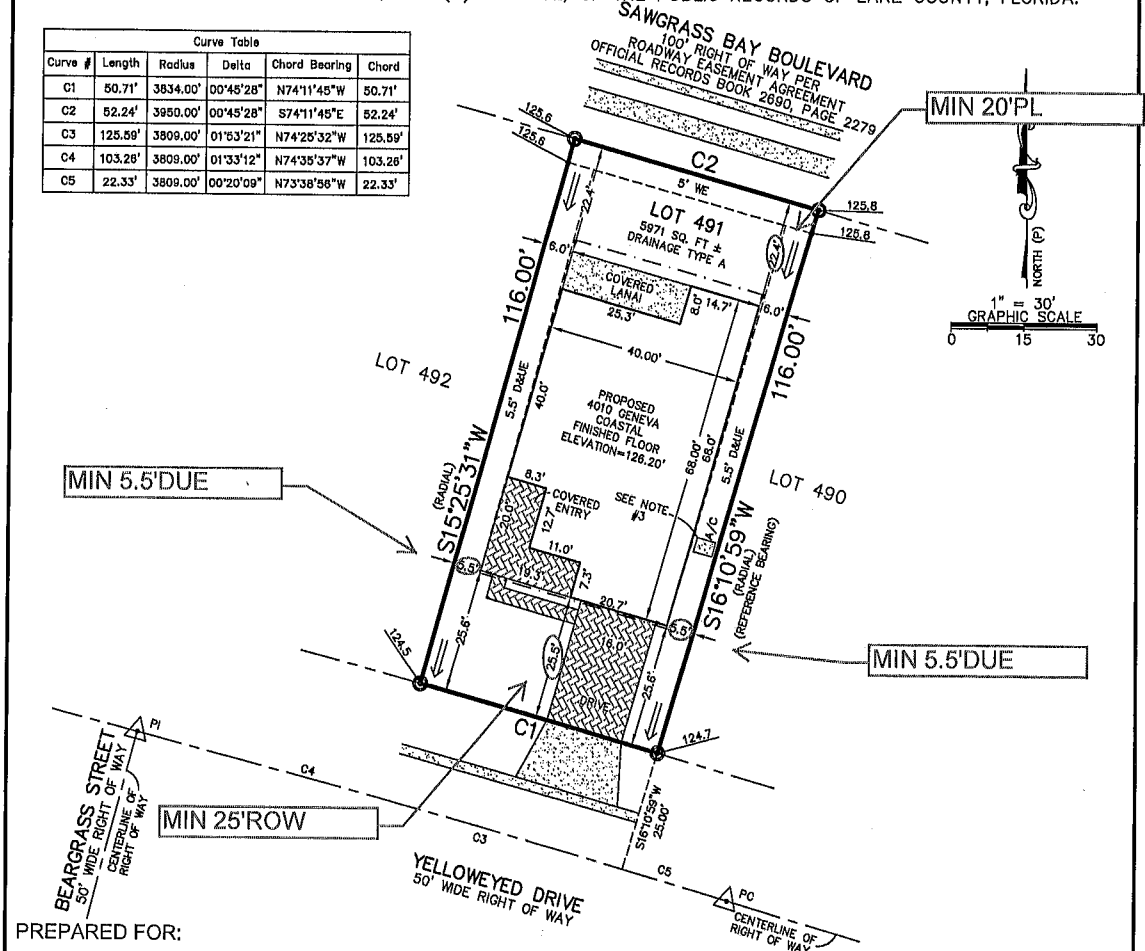 PUBLIC RECORDS OF LAKE COUNTY, FLORIDA.
Curve Table
Curve # Length Radius Delta Chord Bearing Chord
C1 50.71' 3834.00' 00°45'28" N74°11'45"W 50.71'
C2 52.24' 3950.00' 00°45'28" S74°11'45"E 52.24'
C3 125.59' 3809.00' 01°53'21" N74°25'32"W 125.59'
C4 103.26' 3809.00' 01°33'12" N74°35'37"W 103.26'
C5 22.33' 3809.00' 00°20'09" N73°38'56"W 22.33'
SAWGRASS BAY BOULEVARD
100' RIGHT OF WAY PER
ROADWAY EASEMENT AGREEMENT
OFFICIAL RECORDS BOOK 2690, PAGE 2279
MIN 20'PL
NORTH (P)
1" = 30'
GRAPHIC SCALE
0 15 30
125.6
125.6
C2
5' WE
125.8
125.8
22.4'
LOT 491
5971 SQ. FT ±
DRAINAGE TYPE A
22.4'
6.0'
COVERED
LANAI
25.3'
8.0'
14.7'
6.0'
116.00'
116.00'
40.00'
LOT 492
5.5' D&UE
40.0'
PROPOSED
4010 GENEVA
COASTAL
FINISHED FLOOR
ELEVATION=126.20'
68.00'
68.0'
5.5' D&UE
LOT 490
MIN 5.5'DUE
S15°25'31"W
(RADIAL)
8.3'
COVERED
ENTRY
20.0'
12.7'
11.0'
7.3'
SEE NOTE
#3
A/C
S16°10'59"W
(RADIAL)
(REFERENCE BEARING)
5.5'
19.3'
20.7'
16.0'
5.5'
MIN 5.5'DUE
25.6'
25.5'
25.6'
DRIVE
124.5
C1
124.7
PI
C4
BEARGRASS STREET
50' WIDE RIGHT OF WAY
CENTERLINE OF
RIGHT OF WAY
MIN 25'ROW
C3
S16°10'59"W
25.00'
C5
PC
YELLOWEYED DRIVE
50' WIDE RIGHT OF WAY
CENTERLINE OF
RIGHT OF WAY
PREPARED FOR: